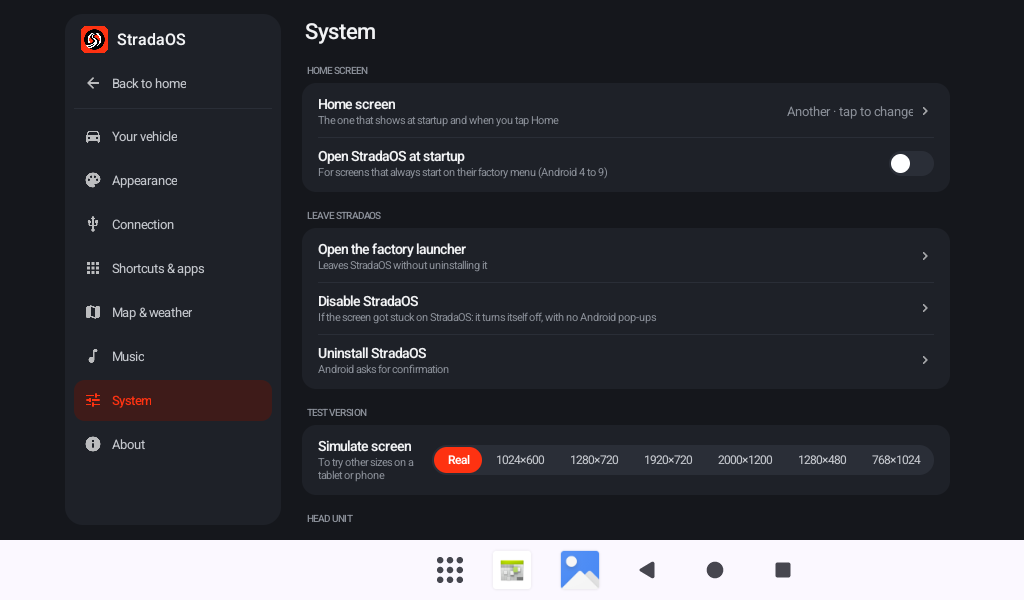 StradaOS
Back to home
Your vehicle
Appearance
Connection
Shortcuts & apps
Map & weather
Music
System
About
System
HOME SCREEN
Home screen
The one that shows at startup and when you tap Home
Another · tap to change
Open StradaOS at startup
For screens that always start on their factory menu (Android 4 to 9)
LEAVE STRADAOS
Open the factory launcher
Leaves StradaOS without uninstalling it
Disable StradaOS
If the screen got stuck on StradaOS: it turns itself off, with no Android pop-ups
Uninstall StradaOS
Android asks for confirmation
TEST VERSION
Simulate screen
To try other sizes on a
tablet or phone
Real 1024×600 1280×720 1920×720 2000×1200 1280×480 768×1024
HEAD UNIT